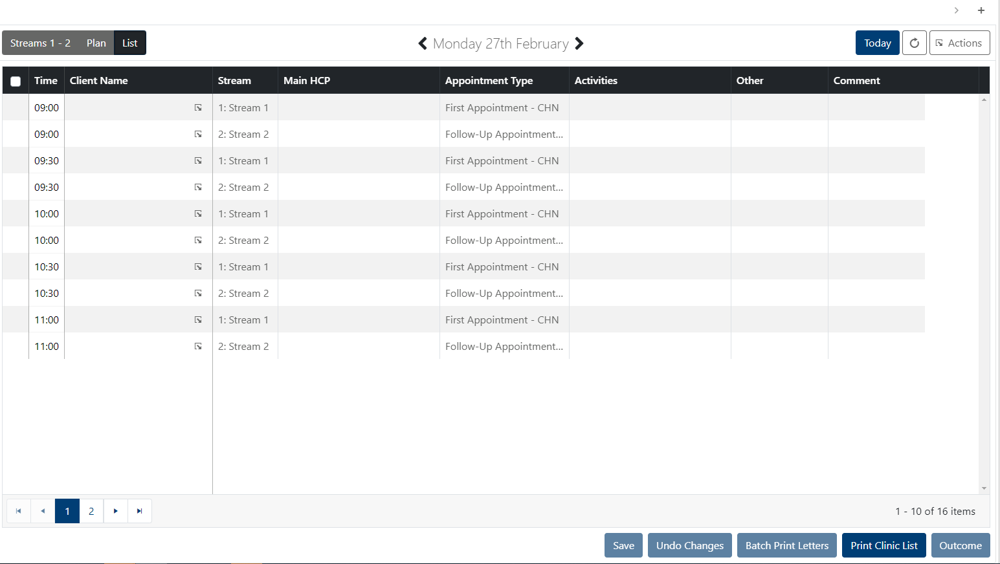 Streams 1 - 2 Plan List Monday 27th February Today Actions
Time Client Name Stream Main HCP Appointment Type Activities Other Comment
09:00 1: Stream 1 First Appointment - CHN
09:00 2: Stream 2 Follow-Up Appointment...
09:30 1: Stream 1 First Appointment - CHN
09:30 2: Stream 2 Follow-Up Appointment...
10:00 1: Stream 1 First Appointment - CHN
10:00 2: Stream 2 Follow-Up Appointment...
10:30 1: Stream 1 First Appointment - CHN
10:30 2: Stream 2 Follow-Up Appointment...
11:00 1: Stream 1 First Appointment - CHN
11:00 2: Stream 2 Follow-Up Appointment...
1 2 1 - 10 of 16 items
Save Undo Changes Batch Print Letters Print Clinic List Outcome